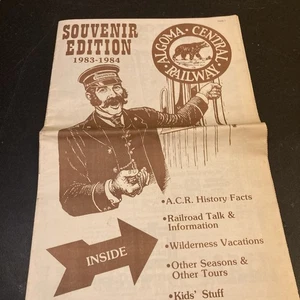 SOUVENIR
EDITION
1983-1984
ALGOMA · CENTRAL
RAILWAY
INSIDE
•A.C.R. History Facts
•Railroad Talk &
Information
•Wilderness Vacations
•Other Seasons &
Other Tours
•Kids' Stuff